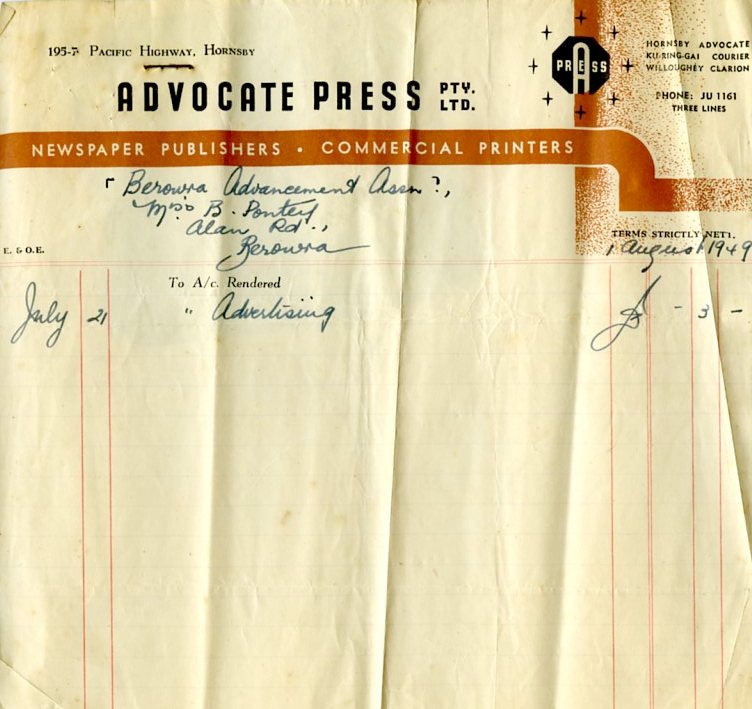 195-7 Pacific Highway, Hornsby
ADVOCATE PRESS PTY. LTD.
PRESS
A
HORNSBY ADVOCATE
KU-RING-GAI COURIER
WILLOUGHBY CLARION
PHONE: JU 1161
THREE LINES
NEWSPAPER PUBLISHERS • COMMERCIAL PRINTERS
Berowra Advancement Assn
B.
Alan Rd.,
Berowra
E. & O.E.
TERMS STRICTLY NETT.
1 August 1949
To A/c. Rendered
July 21 " Advertising - 3 -